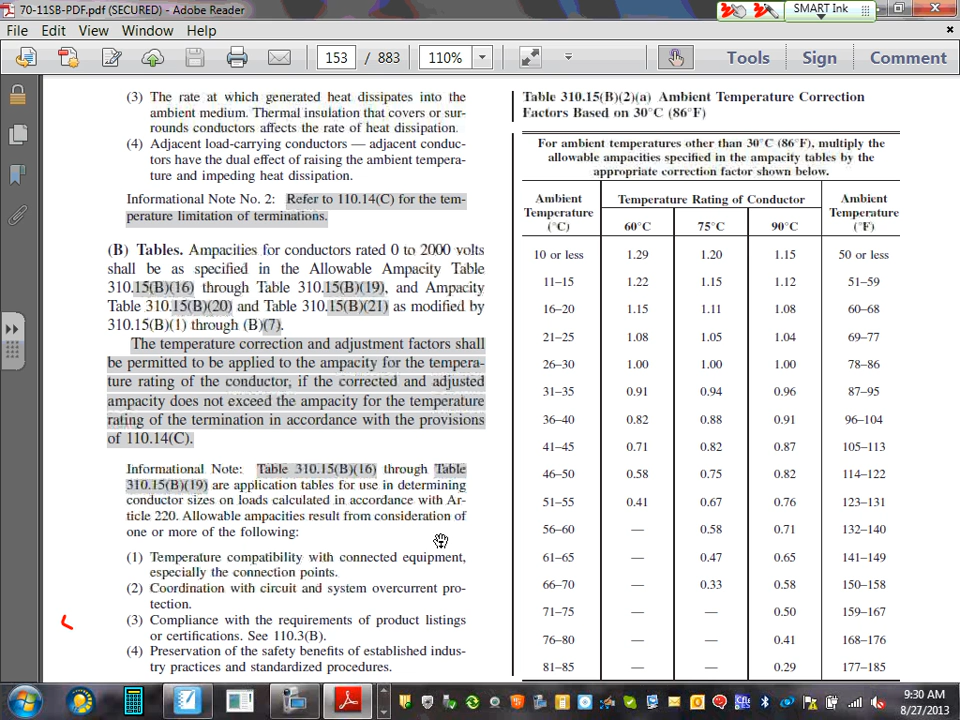 70-11SB-PDF.pdf (SECURED) - Adobe Reader
SMART Ink
File Edit View Window Help
153 / 883 110% Tools Sign Comment
(3) The rate at which generated heat dissipates into the
ambient medium. Thermal insulation that covers or sur-
rounds conductors affects the rate of heat dissipation.
(4) Adjacent load-carrying conductors — adjacent conduc-
tors have the dual effect of raising the ambient tempera-
ture and impeding heat dissipation.
Informational Note No. 2: Refer to 110.14(C) for the tem-
perature limitation of terminations.
(B) Tables. Ampacities for conductors rated 0 to 2000 volts
shall be as specified in the Allowable Ampacity Table
310.15(B)(16) through Table 310.15(B)(19), and Ampacity
Table 310.15(B)(20) and Table 310.15(B)(21) as modified by
310.15(B)(1) through (B)(7).
The temperature correction and adjustment factors shall
be permitted to be applied to the ampacity for the tempera-
ture rating of the conductor, if the corrected and adjusted
ampacity does not exceed the ampacity for the temperature
rating of the termination in accordance with the provisions
of 110.14(C).
Informational Note: Table 310.15(B)(16) through Table
310.15(B)(19) are application tables for use in determining
conductor sizes on loads calculated in accordance with Ar-
ticle 220. Allowable ampacities result from consideration of
one or more of the following:
(1) Temperature compatibility with connected equipment,
especially the connection points.
(2) Coordination with circuit and system overcurrent pro-
tection.
(3) Compliance with the requirements of product listings
or certifications. See 110.3(B).
(4) Preservation of the safety benefits of established indus-
try practices and standardized procedures.
Table 310.15(B)(2)(a) Ambient Temperature Correction
Factors Based on 30°C (86°F)
For ambient temperatures other than 30°C (86°F), multiply the
allowable ampacities specified in the ampacity tables by the
appropriate correction factor shown below.
Ambient Temperature (°C) Temperature Rating of Conductor Ambient Temperature (°F)
60°C 75°C 90°C
10 or less 1.29 1.20 1.15 50 or less
11–15 1.22 1.15 1.12 51–59
16–20 1.15 1.11 1.08 60–68
21–25 1.08 1.05 1.04 69–77
26–30 1.00 1.00 1.00 78–86
31–35 0.91 0.94 0.96 87–95
36–40 0.82 0.88 0.91 96–104
41–45 0.71 0.82 0.87 105–113
46–50 0.58 0.75 0.82 114–122
51–55 0.41 0.67 0.76 123–131
56–60 — 0.58 0.71 132–140
61–65 — 0.47 0.65 141–149
66–70 — 0.33 0.58 150–158
71–75 — — 0.50 159–167
76–80 — — 0.41 168–176
81–85 — — 0.29 177–185
9:30 AM
8/27/2013